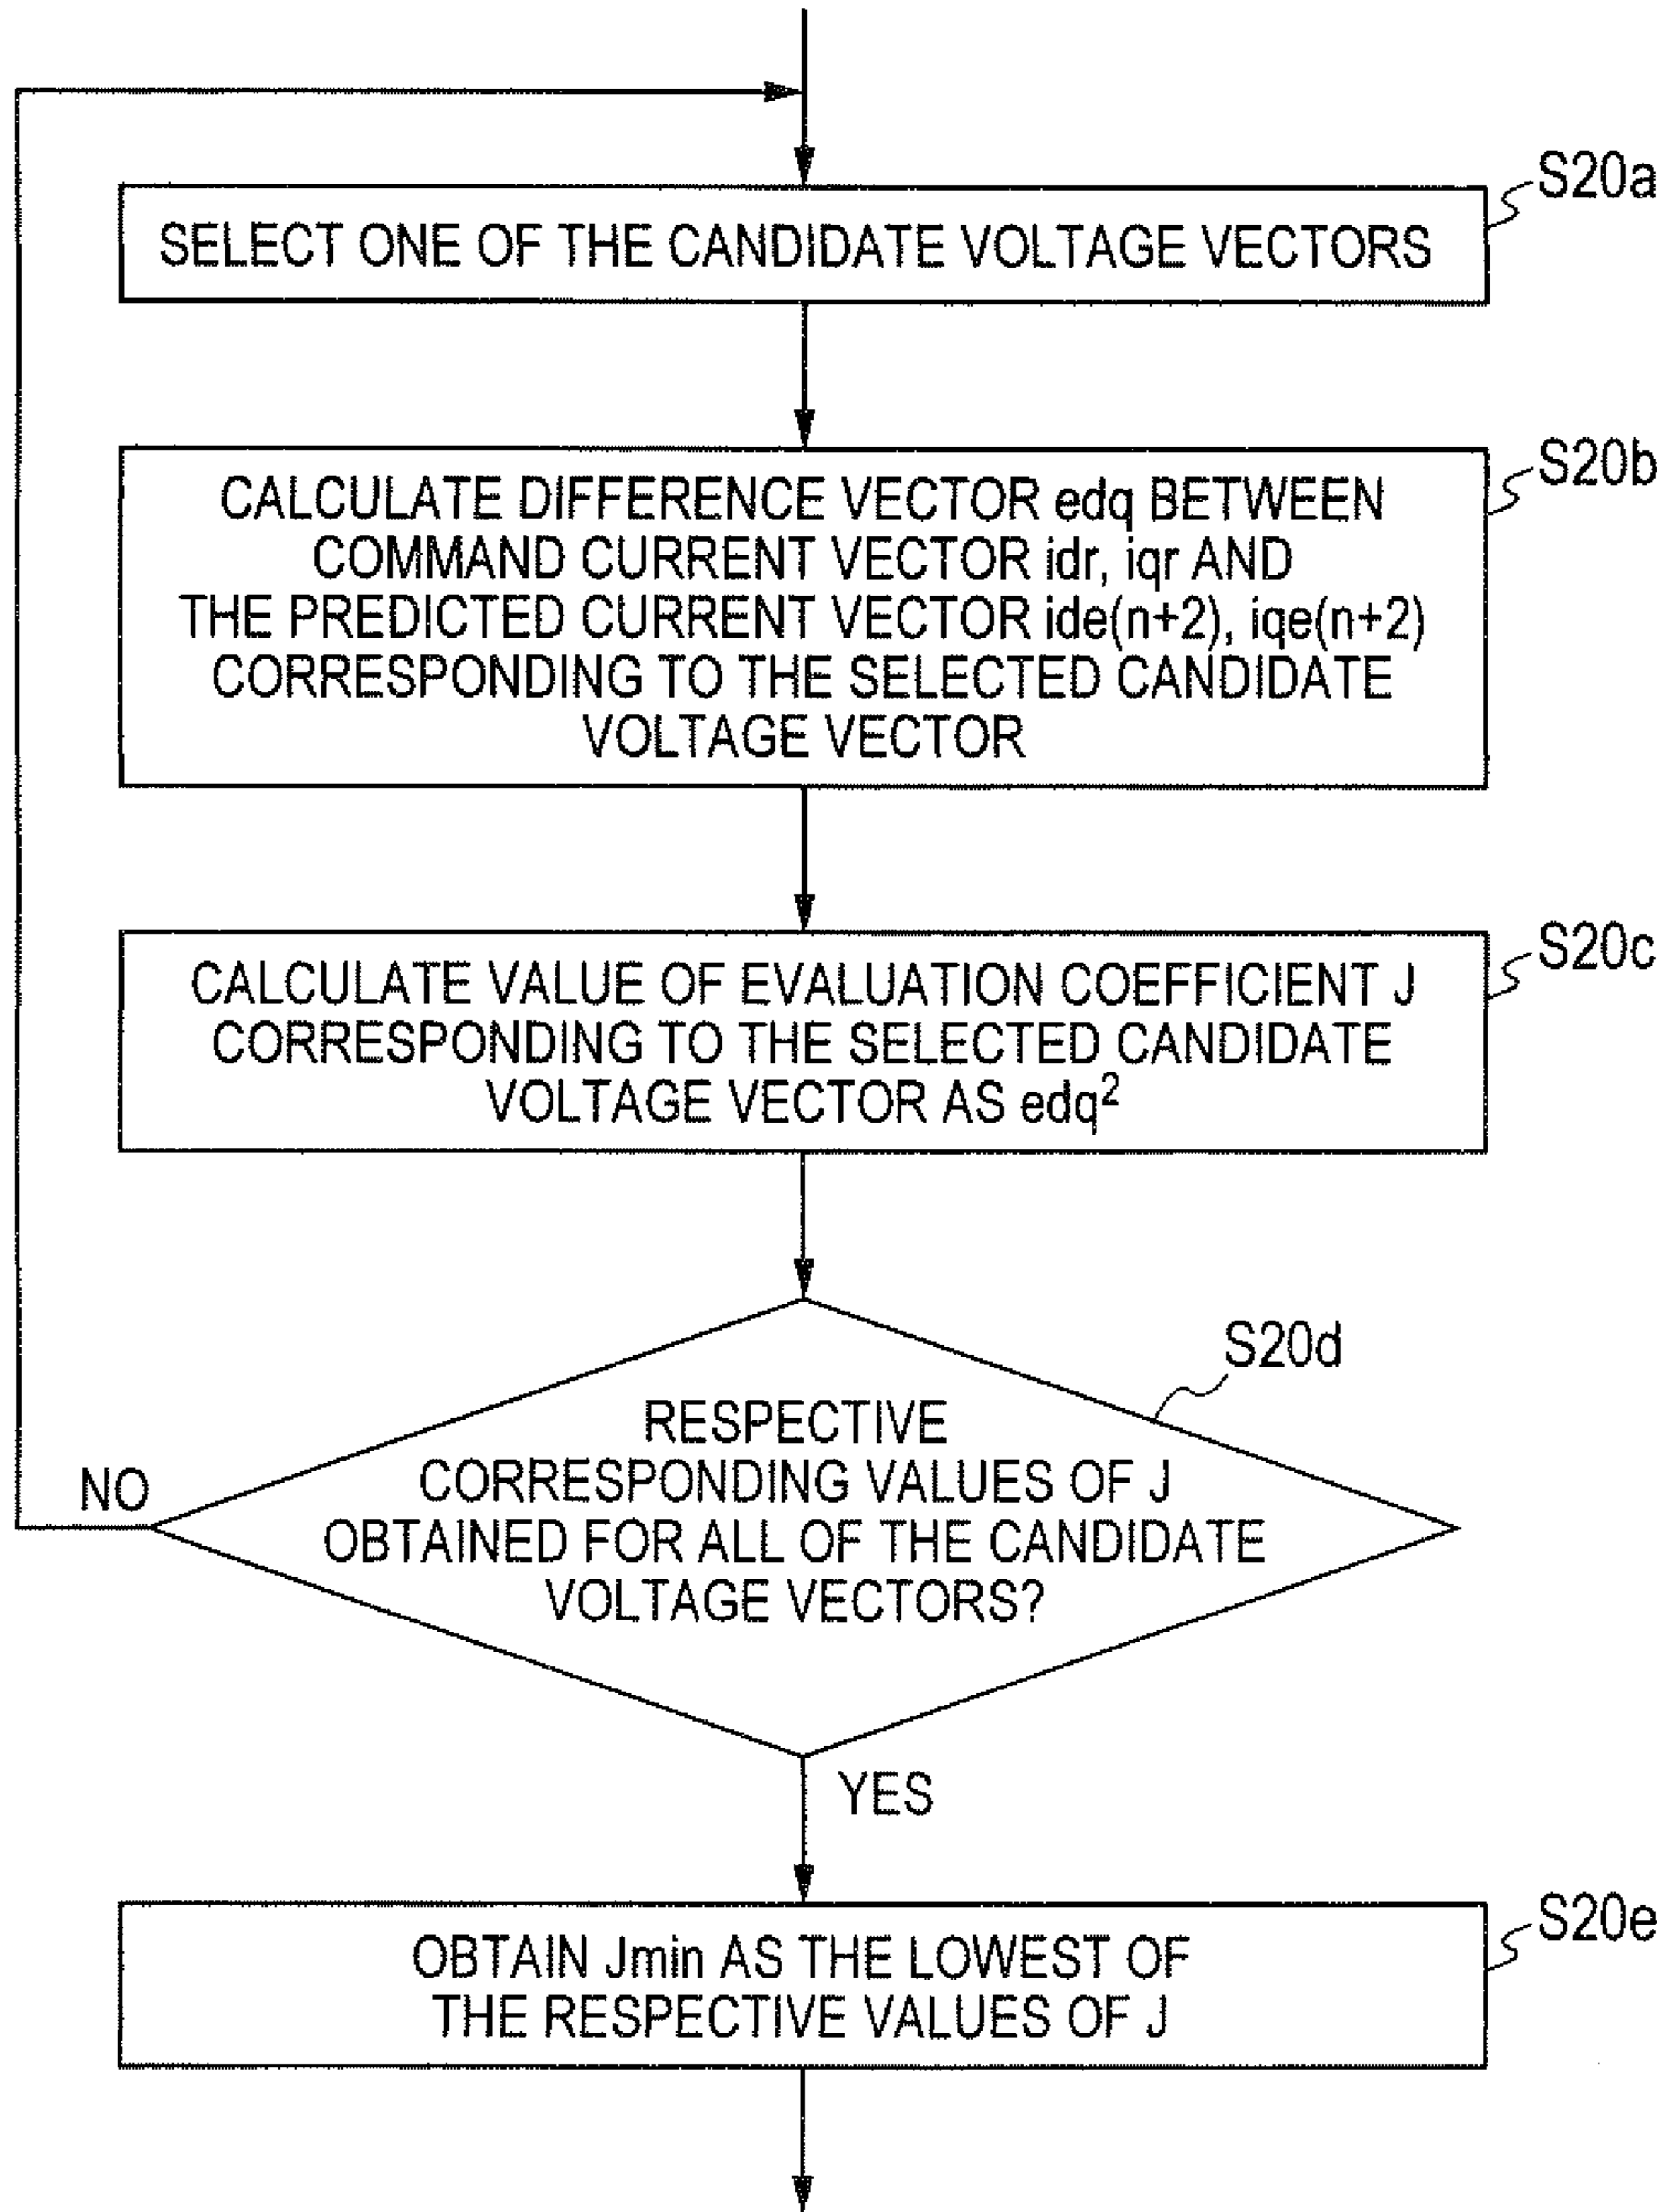 S20a
SELECT ONE OF THE CANDIDATE VOLTAGE VECTORS
S20b
CALCULATE DIFFERENCE VECTOR edq BETWEEN
COMMAND CURRENT VECTOR idr, iqr AND
THE PREDICTED CURRENT VECTOR ide(n+2), iqe(n+2)
CORRESPONDING TO THE SELECTED CANDIDATE
VOLTAGE VECTOR
S20c
CALCULATE VALUE OF EVALUATION COEFFICIENT J
CORRESPONDING TO THE SELECTED CANDIDATE
VOLTAGE VECTOR AS edq²
S20d
RESPECTIVE
CORRESPONDING VALUES OF J
OBTAINED FOR ALL OF THE CANDIDATE
VOLTAGE VECTORS?
NO
YES
S20e
OBTAIN Jmin AS THE LOWEST OF
THE RESPECTIVE VALUES OF J